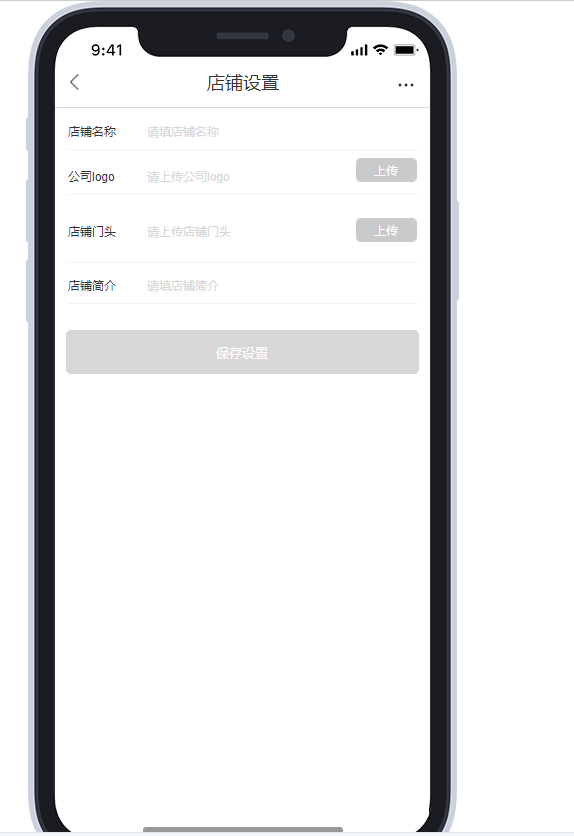 9:41
店铺设置
店铺名称 请填店铺名称
公司logo 请上传公司logo 上传
店铺门头 请上传店铺门头 上传
店铺简介 请填店铺简介
保存设置